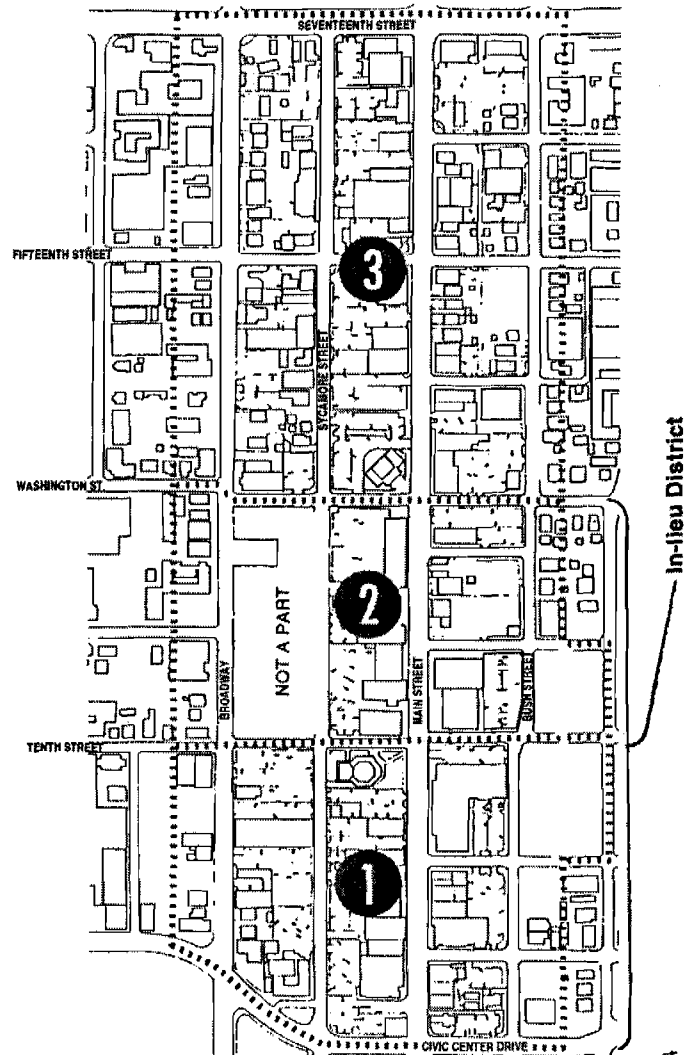 SEVENTEENTH STREET
FIFTEENTH STREET
3
SYCAMORE STREET
WASHINGTON ST.
2
NOT A PART
BROADWAY
MAIN STREET
BUSH STREET
TENTH STREET
1
CIVIC CENTER DRIVE
In-lieu District